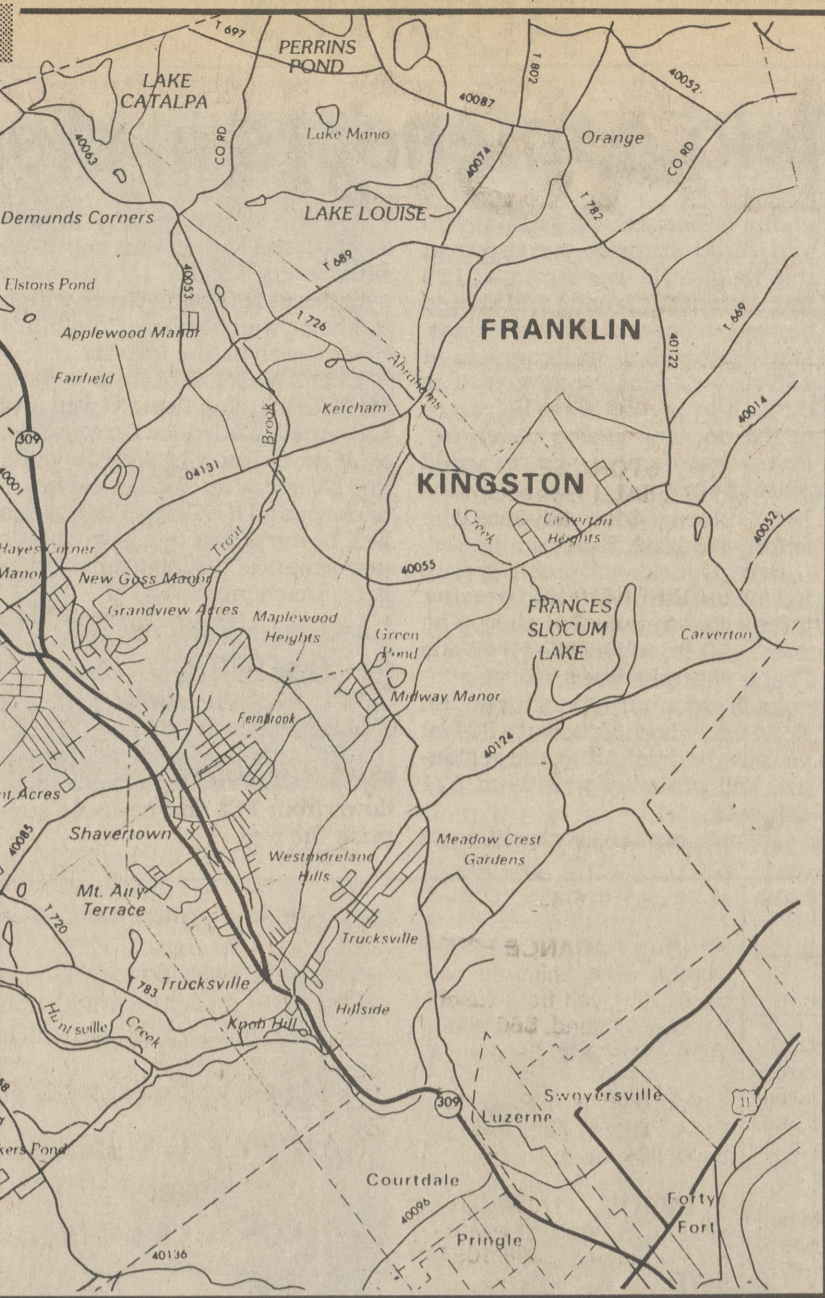 T 697
PERRINS
POND
LAKE
CATALPA
T 802
40052
40087
40063
CO RD
Lake Manjo
40074
Orange
CO RD
Demunds Corners
LAKE LOUISE
T 782
T 689
40053
Elstons Pond
Applewood Manor
T 726
FRANKLIN
T 669
40122
Fairfield
Abrahams
Ketcham
40014
Brook
309
04131
KINGSTON
40001
Creek
Carverton
Heights
40052
Hayes Corner
Manor
Trout
New Goss Manor
40055
Grandview Acres
Maplewood
Heights
FRANCES
SLOCUM
LAKE
Green
Pond
Carverton
Midway Manor
Fernbrook
40124
nt Acres
40085
Shavertown
Meadow Crest
Gardens
Westmoreland
Hills
Mt. Airy
Terrace
T 720
Trucksville
T 783
Trucksville
Hillside
Huntsville
Creek
Knob Hill
309
Swoyersville
11
Luzerne
kers Pond
Courtdale
40096
Forty
Fort
Pringle
40136